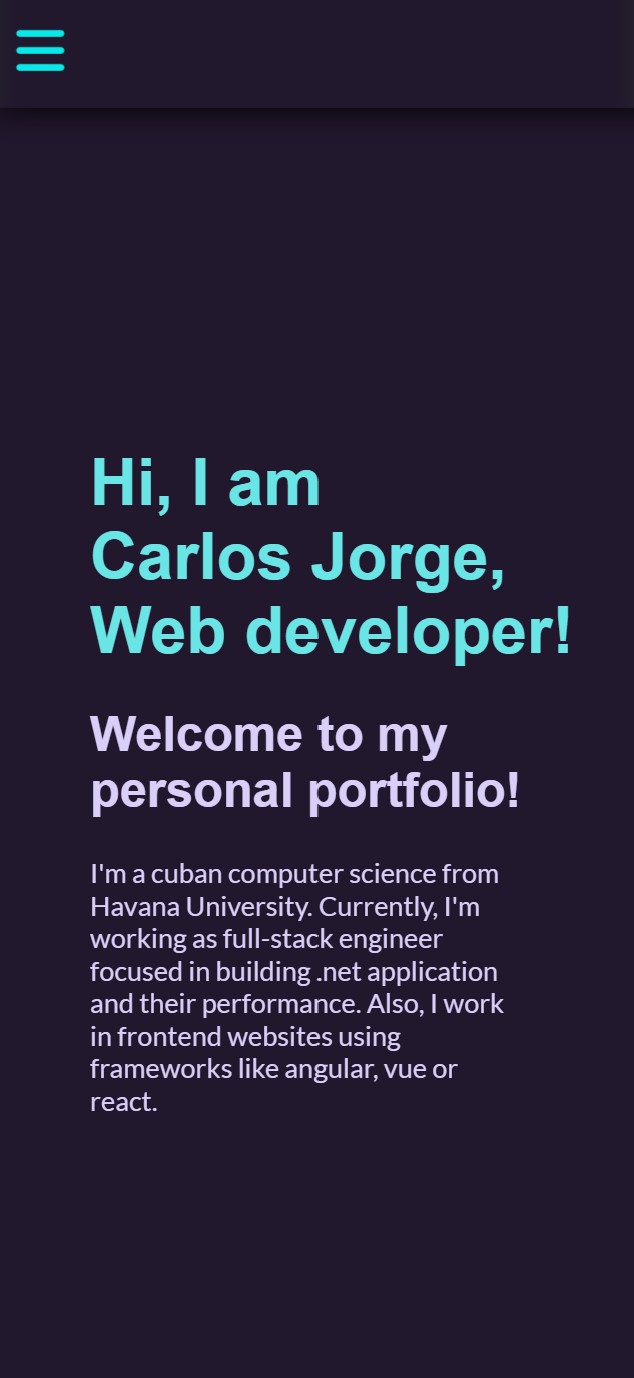 Hi, I am
Carlos Jorge,
Web developer!
Welcome to my
personal portfolio!
I'm a cuban computer science from
Havana University. Currently, I'm
working as full-stack engineer
focused in building .net application
and their performance. Also, I work
in frontend websites using
frameworks like angular, vue or
react.